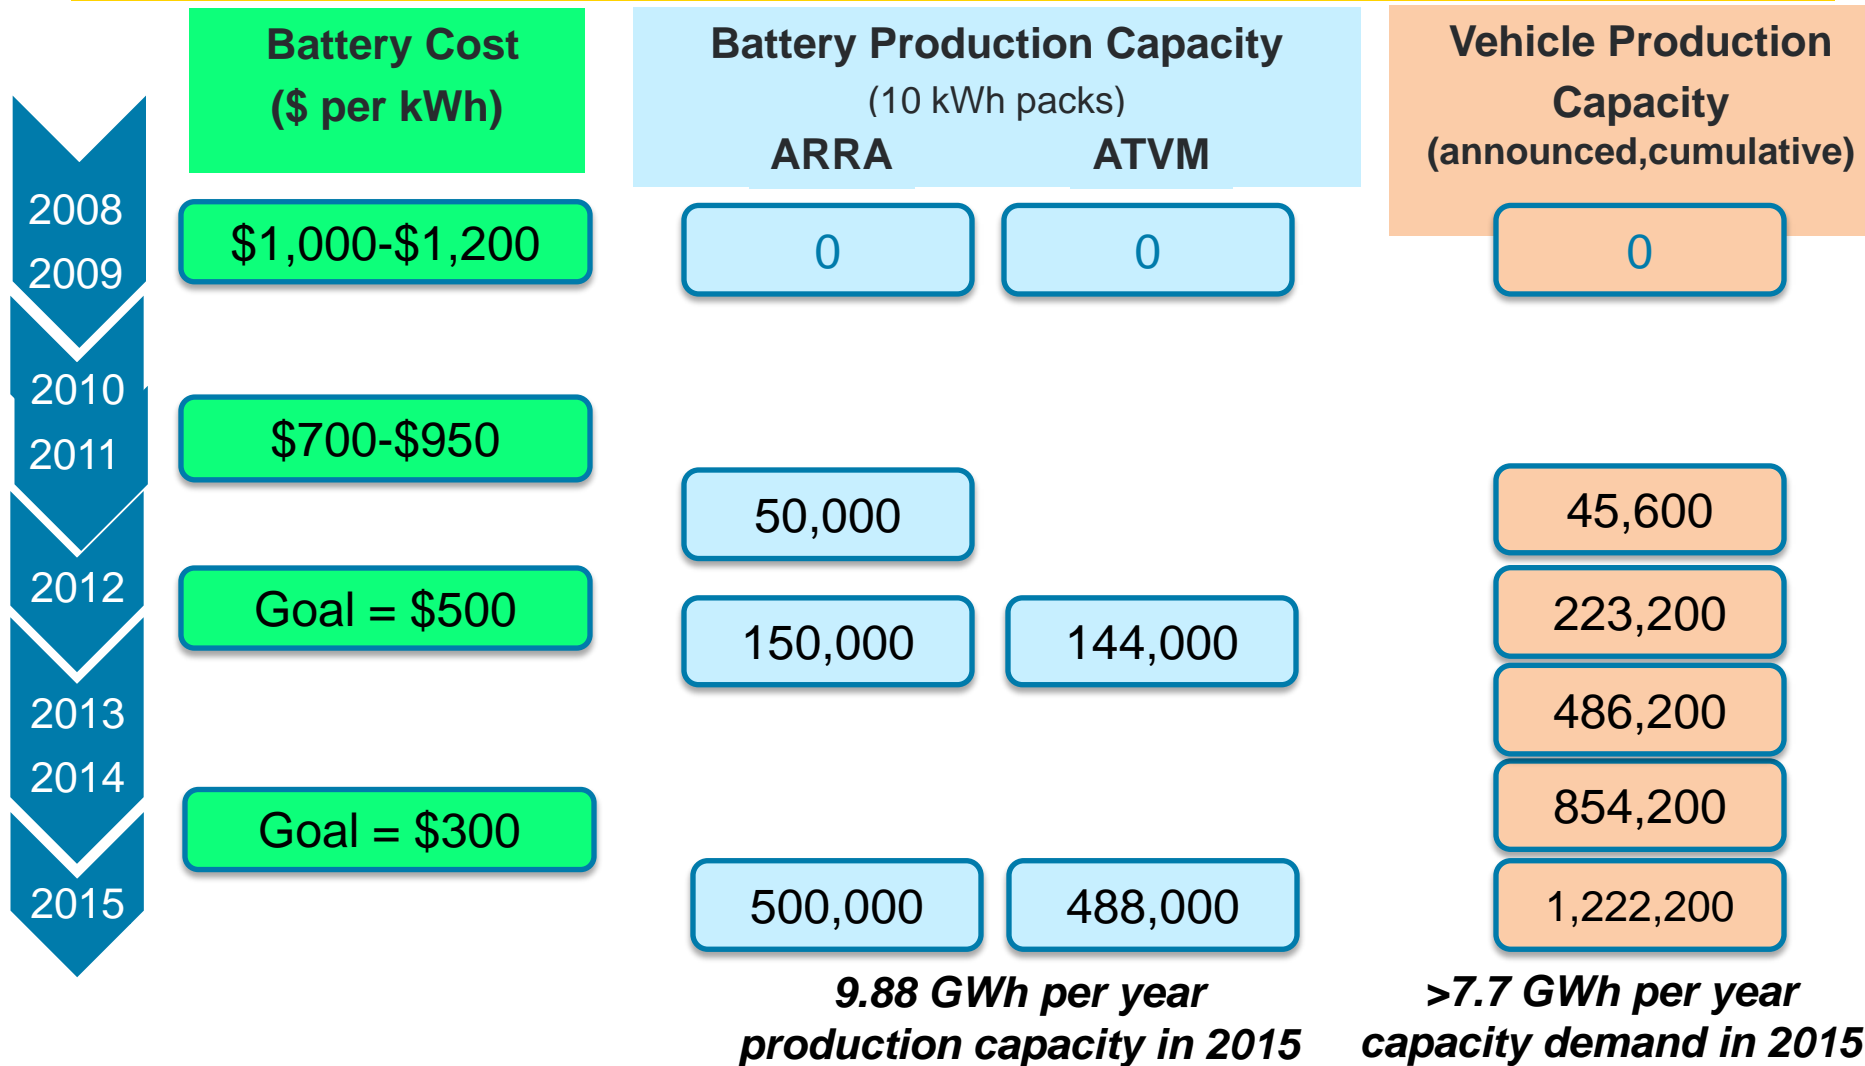 Battery Cost
($ per kWh)
Battery Production Capacity
(10 kWh packs)
ARRA ATVM
Vehicle Production
Capacity
(announced,cumulative)
2008
2009
$1,000-$1,200
0 0 0
2010
2011
$700-$950
50,000 45,600
2012
Goal = $500
150,000 144,000
223,200
2013
486,200
2014
Goal = $300
854,200
2015
500,000 488,000 1,222,200
9.88 GWh per year
production capacity in 2015
>7.7 GWh per year
capacity demand in 2015